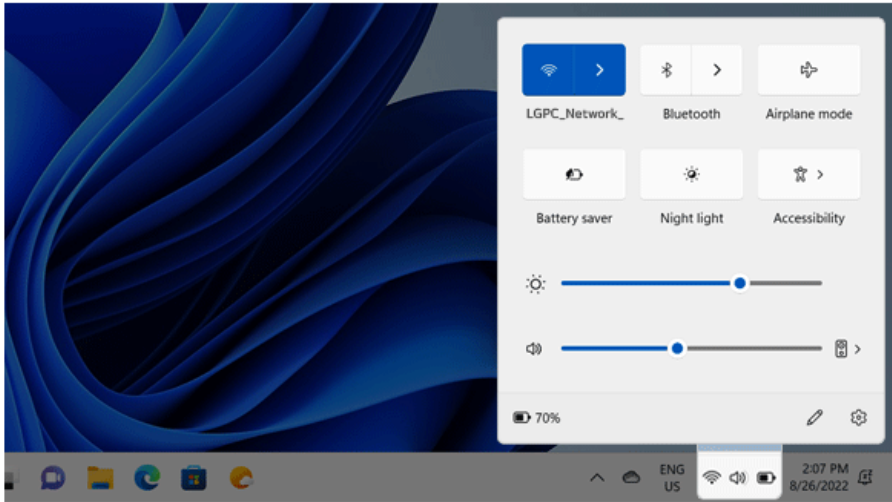 LGPC_Network_
Bluetooth
Airplane mode
Battery saver
Night light
Accessibility
70%
ENG
US
2:07 PM
8/26/2022